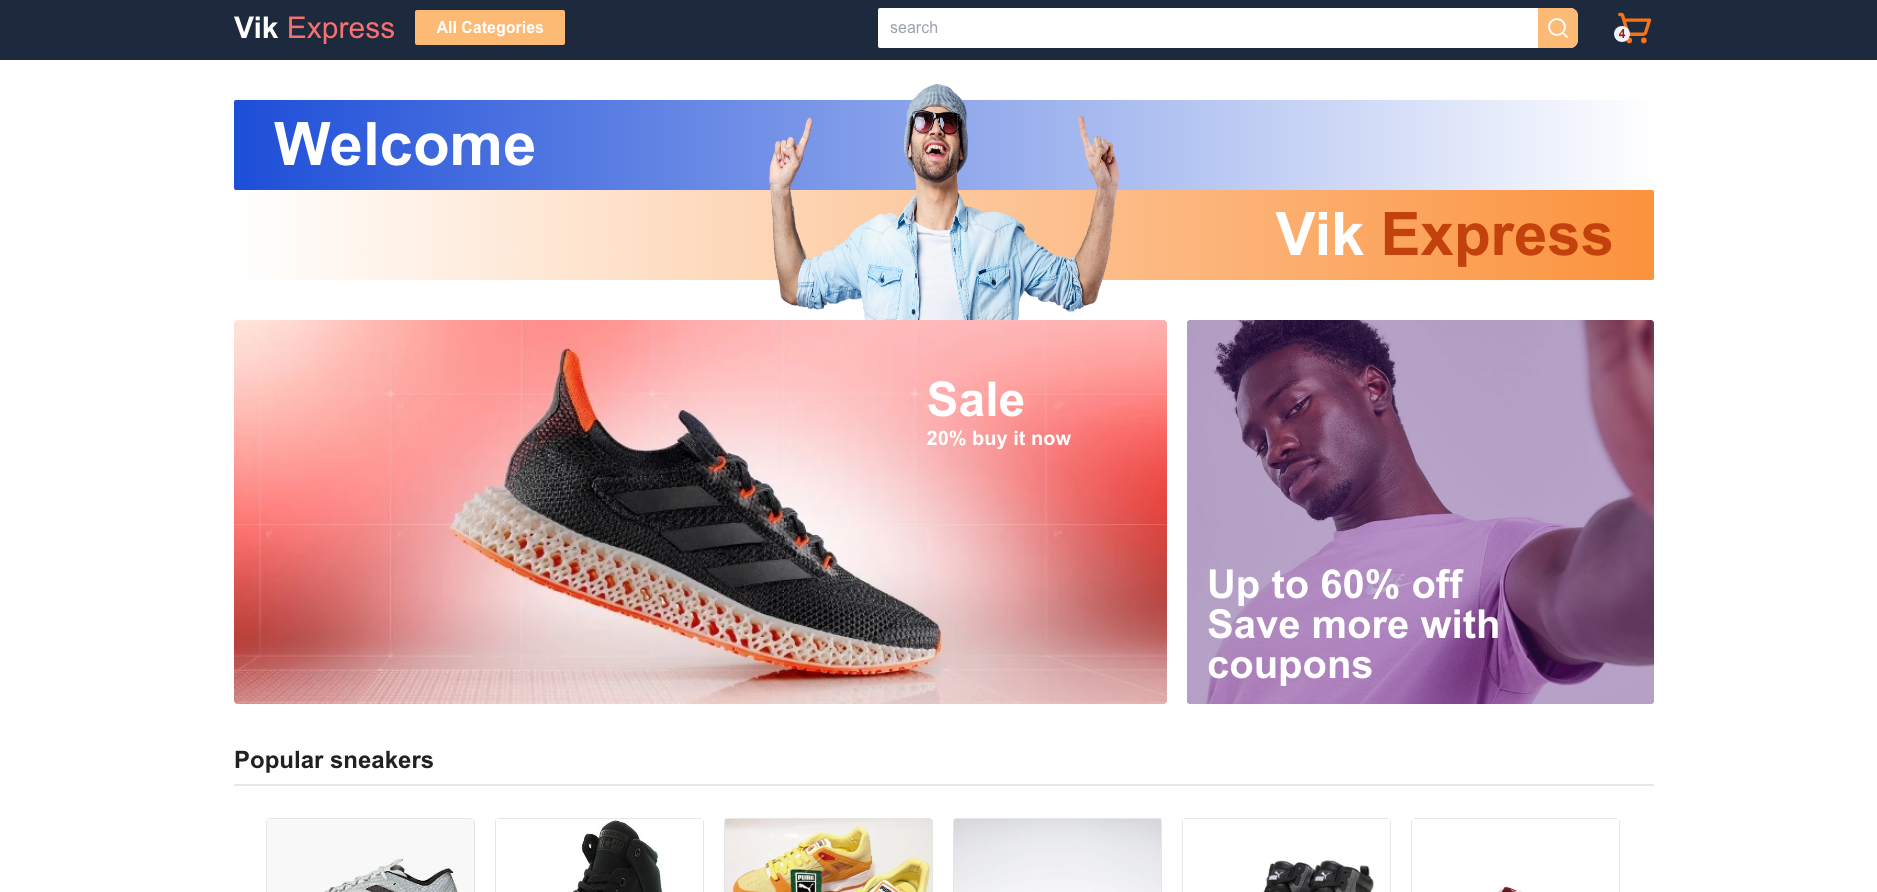 Vik Express
All Categories
search
4
Welcome
Vik Express
Sale
20% buy it now
Up to 60% off
Save more with
coupons
Popular sneakers
PUMA